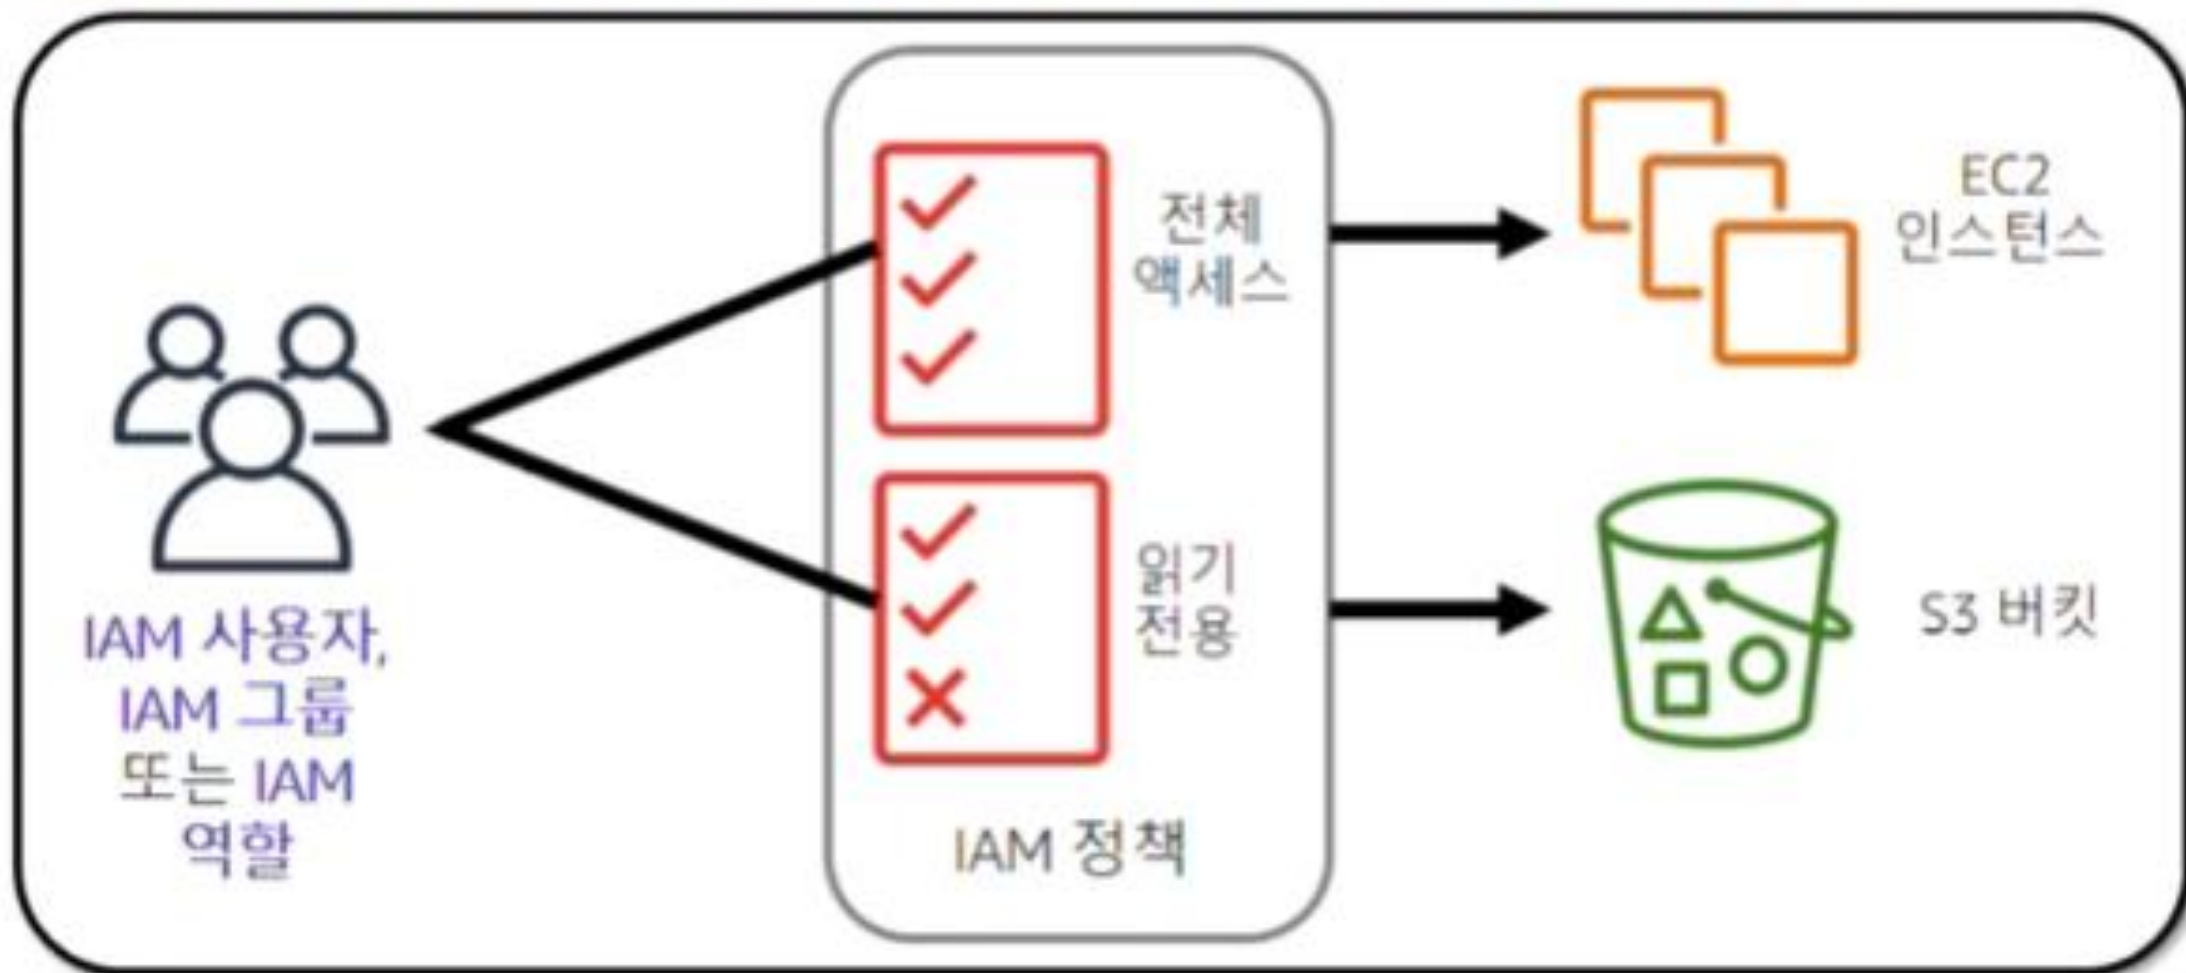 IAM 사용자,
IAM 그룹
또는 IAM
역할
전체
액세스
읽기
전용
IAM 정책
EC2
인스턴스
S3 버킷